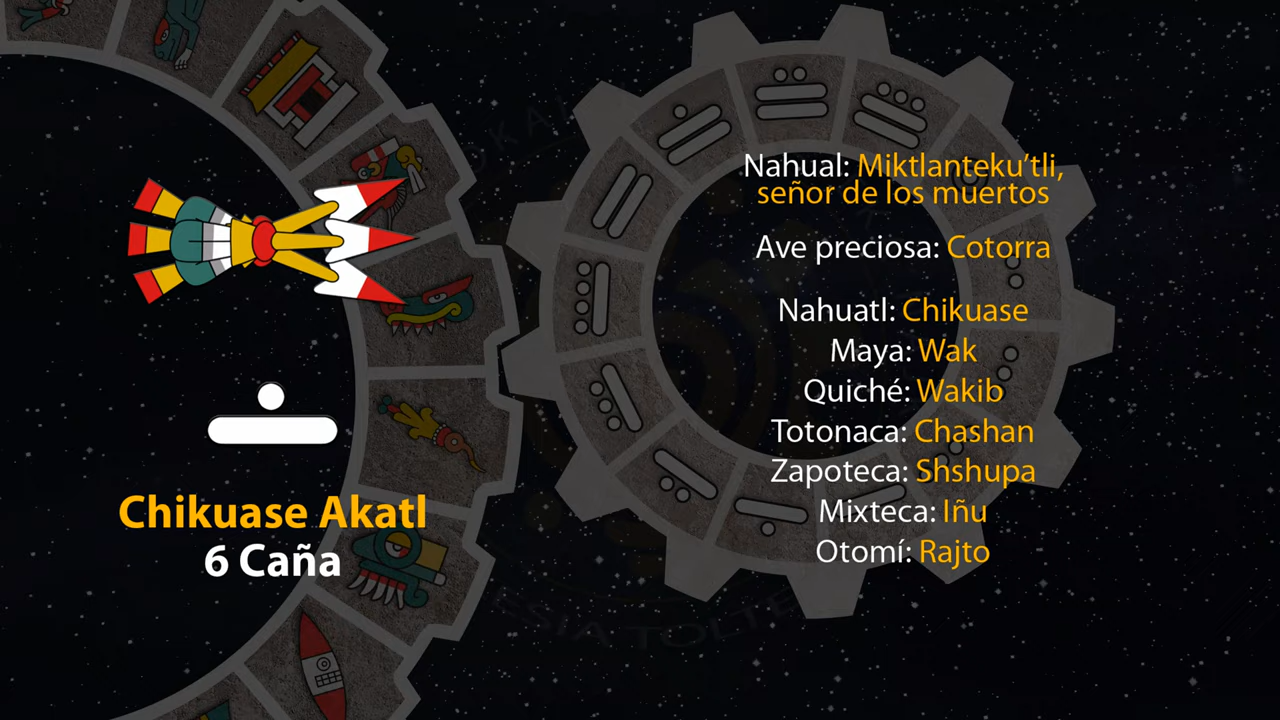 Chikuase Akatl
6 Caña
Nahual: Miktlanteku’tli,
señor de los muertos
Ave preciosa: Cotorra
Nahuatl: Chikuase
Maya: Wak
Quiché: Wakib
Totonaca: Chashan
Zapoteca: Shshupa
Mixteca: Iñu
Otomí: Rajto